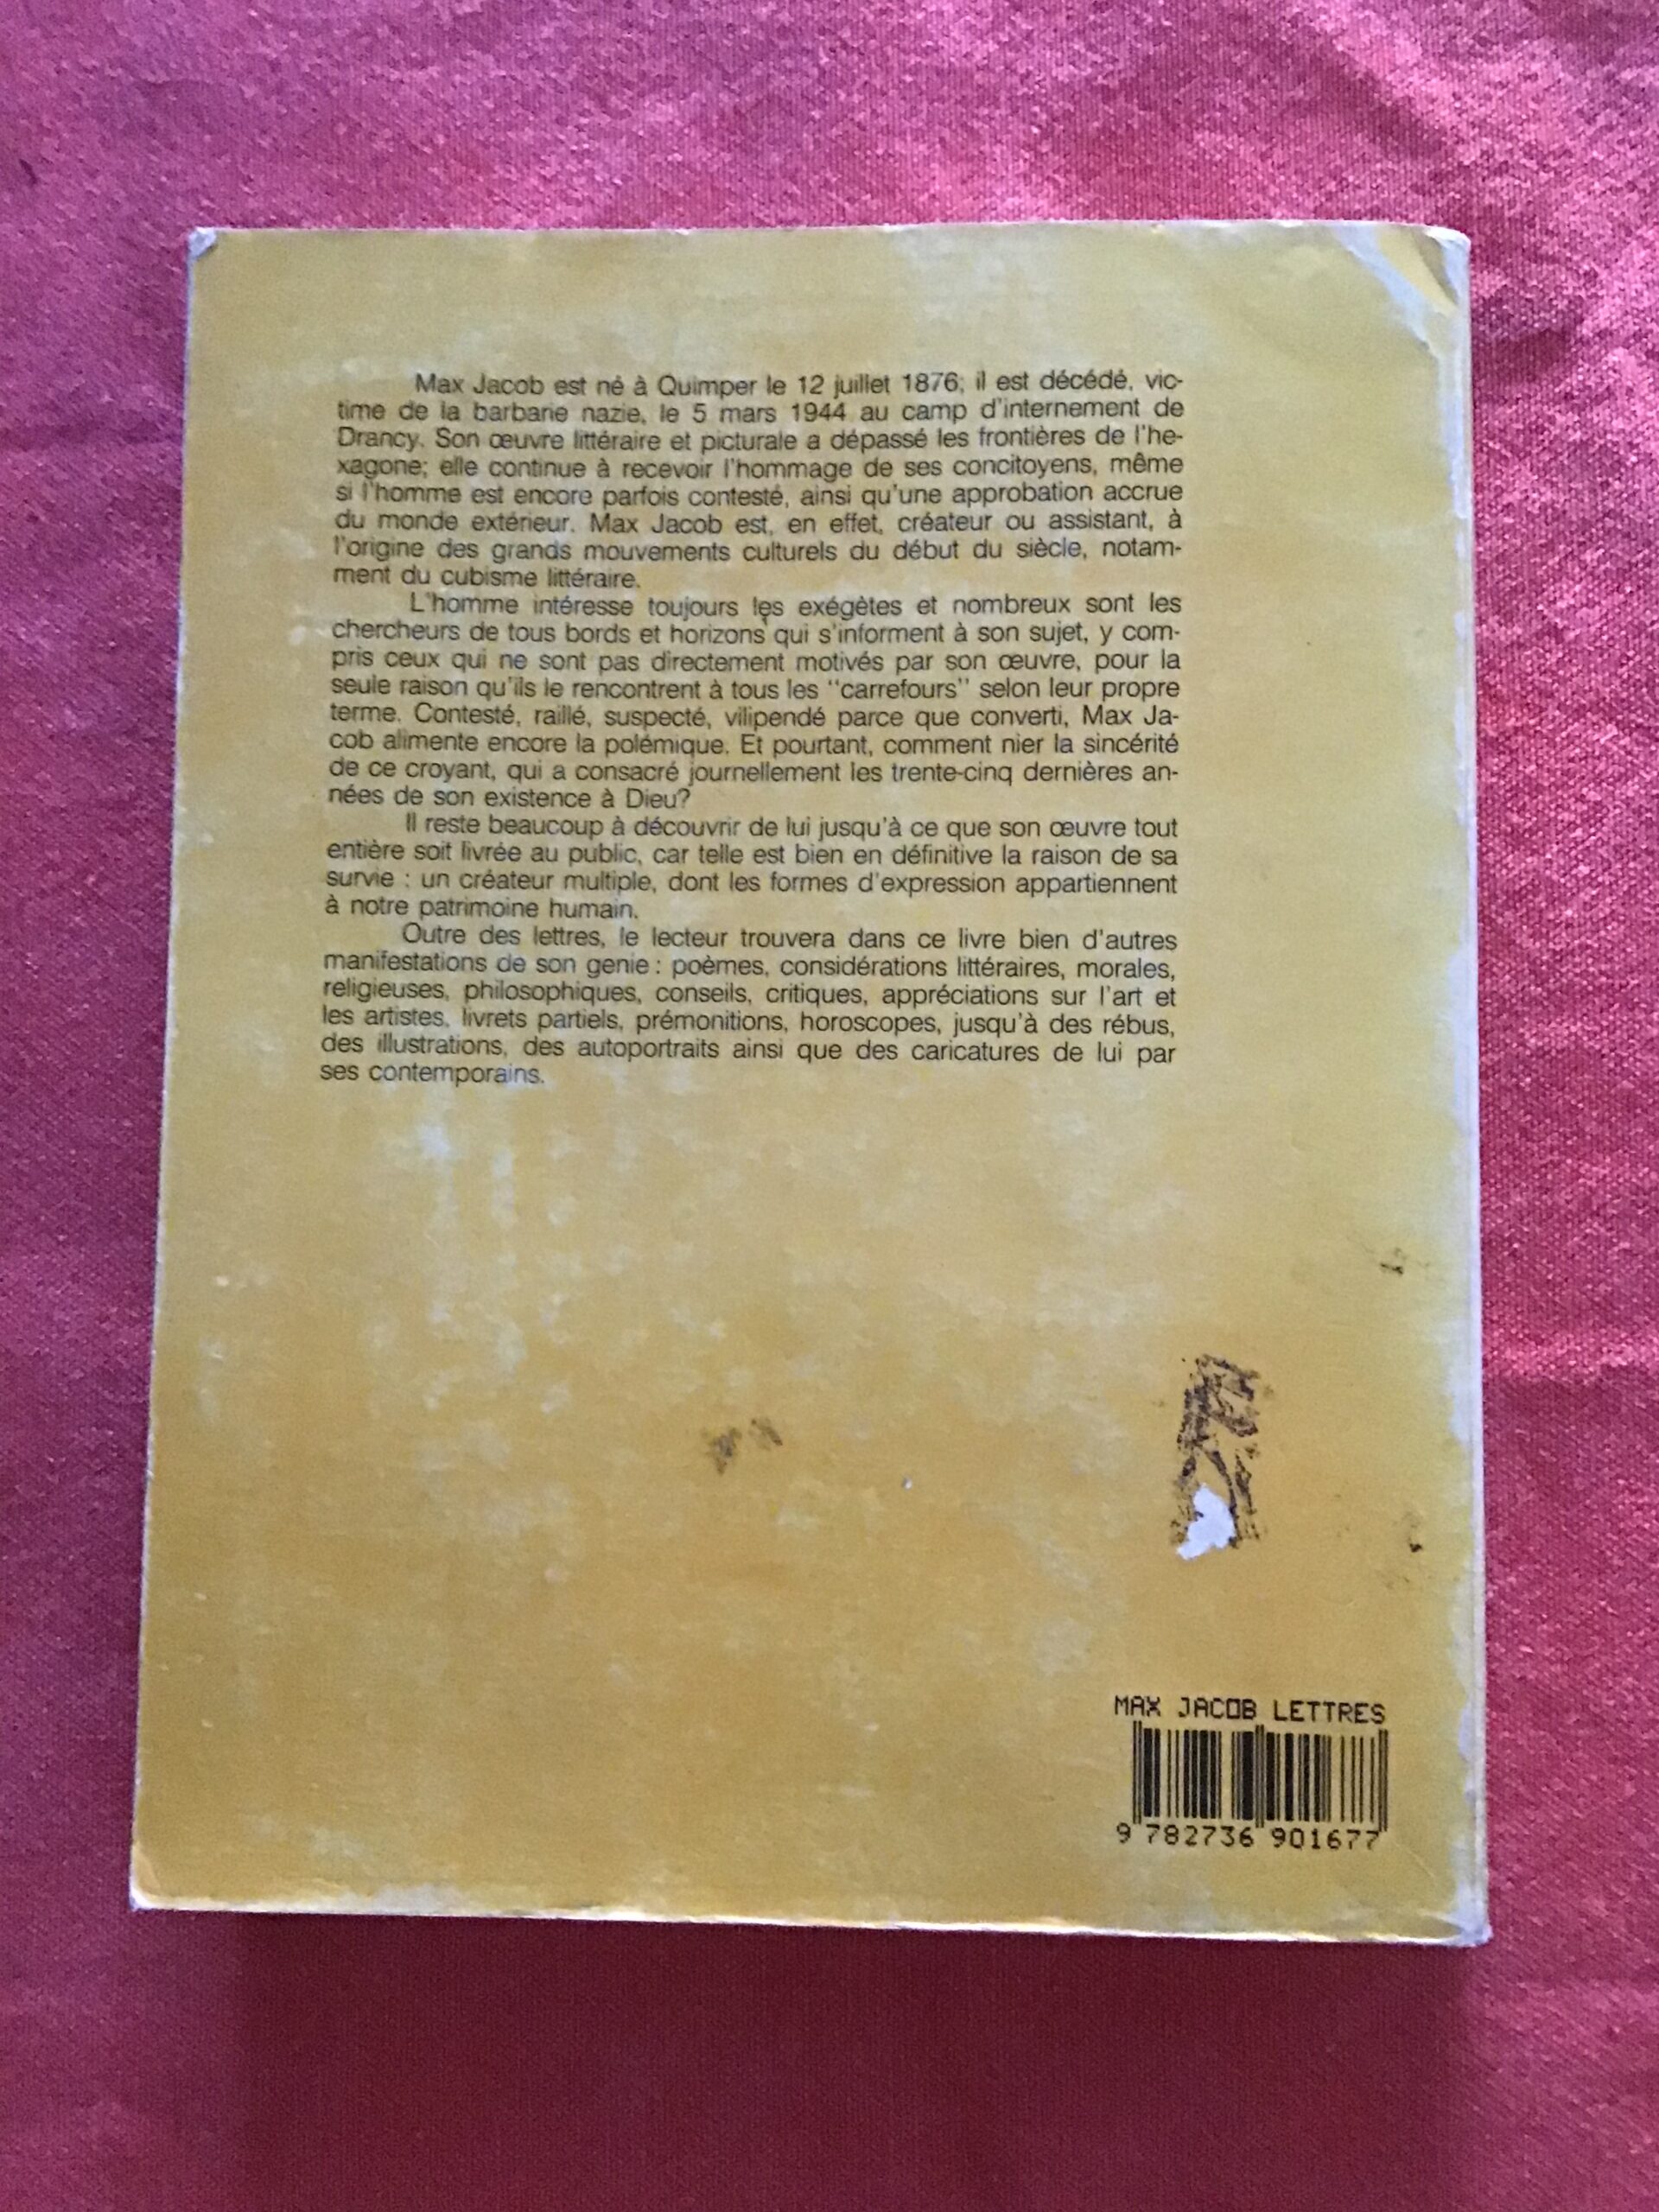 Max Jacob est né à Quimper le 12 juillet 1876; il est décédé, vic-
time de la barbarie nazie, le 5 mars 1944 au camp d'internement de
Drancy. Son œuvre littéraire et picturale a dépassé les frontières de l'he-
xagone; elle continue à recevoir l'hommage de ses concitoyens, même
si l'homme est encore parfois contesté, ainsi qu'une approbation accrue
du monde extérieur. Max Jacob est, en effet, créateur ou assistant, à
l'origine des grands mouvements culturels du début du siècle, notam-
ment du cubisme littéraire.
L'homme intéresse toujours les exégètes et nombreux sont les
chercheurs de tous bords et horizons qui s'informent à son sujet, y com-
pris ceux qui ne sont pas directement motivés par son œuvre, pour la
seule raison qu'ils le rencontrent à tous les "carrefours" selon leur propre
terme. Contesté, raillé, suspecté, vilipendé parce que converti, Max Ja-
cob alimente encore la polémique. Et pourtant, comment nier la sincérité
de ce croyant, qui a consacré journellement les trente-cinq dernières an-
nées de son existence à Dieu?
Il reste beaucoup à découvrir de lui jusqu'à ce que son œuvre tout
entière soit livrée au public, car telle est bien en définitive la raison de sa
survie : un créateur multiple, dont les formes d'expression appartiennent
à notre patrimoine humain.
Outre des lettres, le lecteur trouvera dans ce livre bien d'autres
manifestations de son genie : poèmes, considérations littéraires, morales,
religieuses, philosophiques, conseils, critiques, appréciations sur l'art et
les artistes, livrets partiels, prémonitions, horoscopes, jusqu'à des rébus,
des illustrations, des autoportraits ainsi que des caricatures de lui par
ses contemporains.
MAX JACOB LETTRES
9 782736 901677